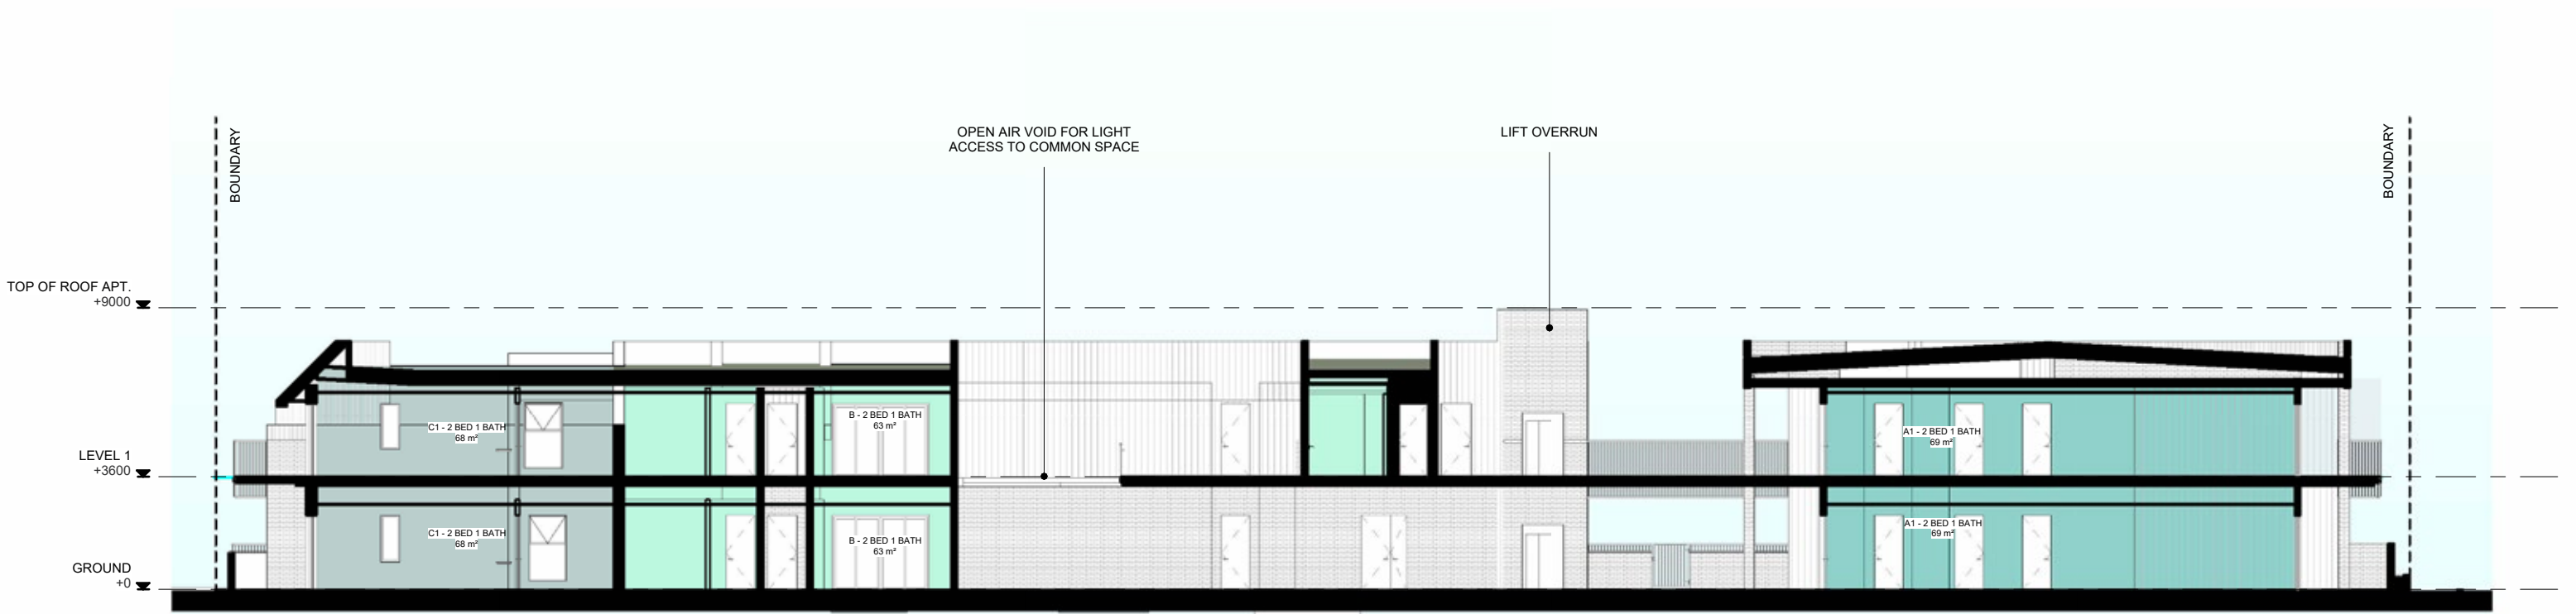 OPEN AIR VOID FOR LIGHT
ACCESS TO COMMON SPACE
LIFT OVERRUN
BOUNDARY
BOUNDARY
TOP OF ROOF APT.
+9000
C1 - 2 BED 1 BATH
68 m²
B - 2 BED 1 BATH
63 m²
A1 - 2 BED 1 BATH
69 m²
LEVEL 1
+3600
C1 - 2 BED 1 BATH
68 m²
B - 2 BED 1 BATH
63 m²
A1 - 2 BED 1 BATH
69 m²
GROUND
+0